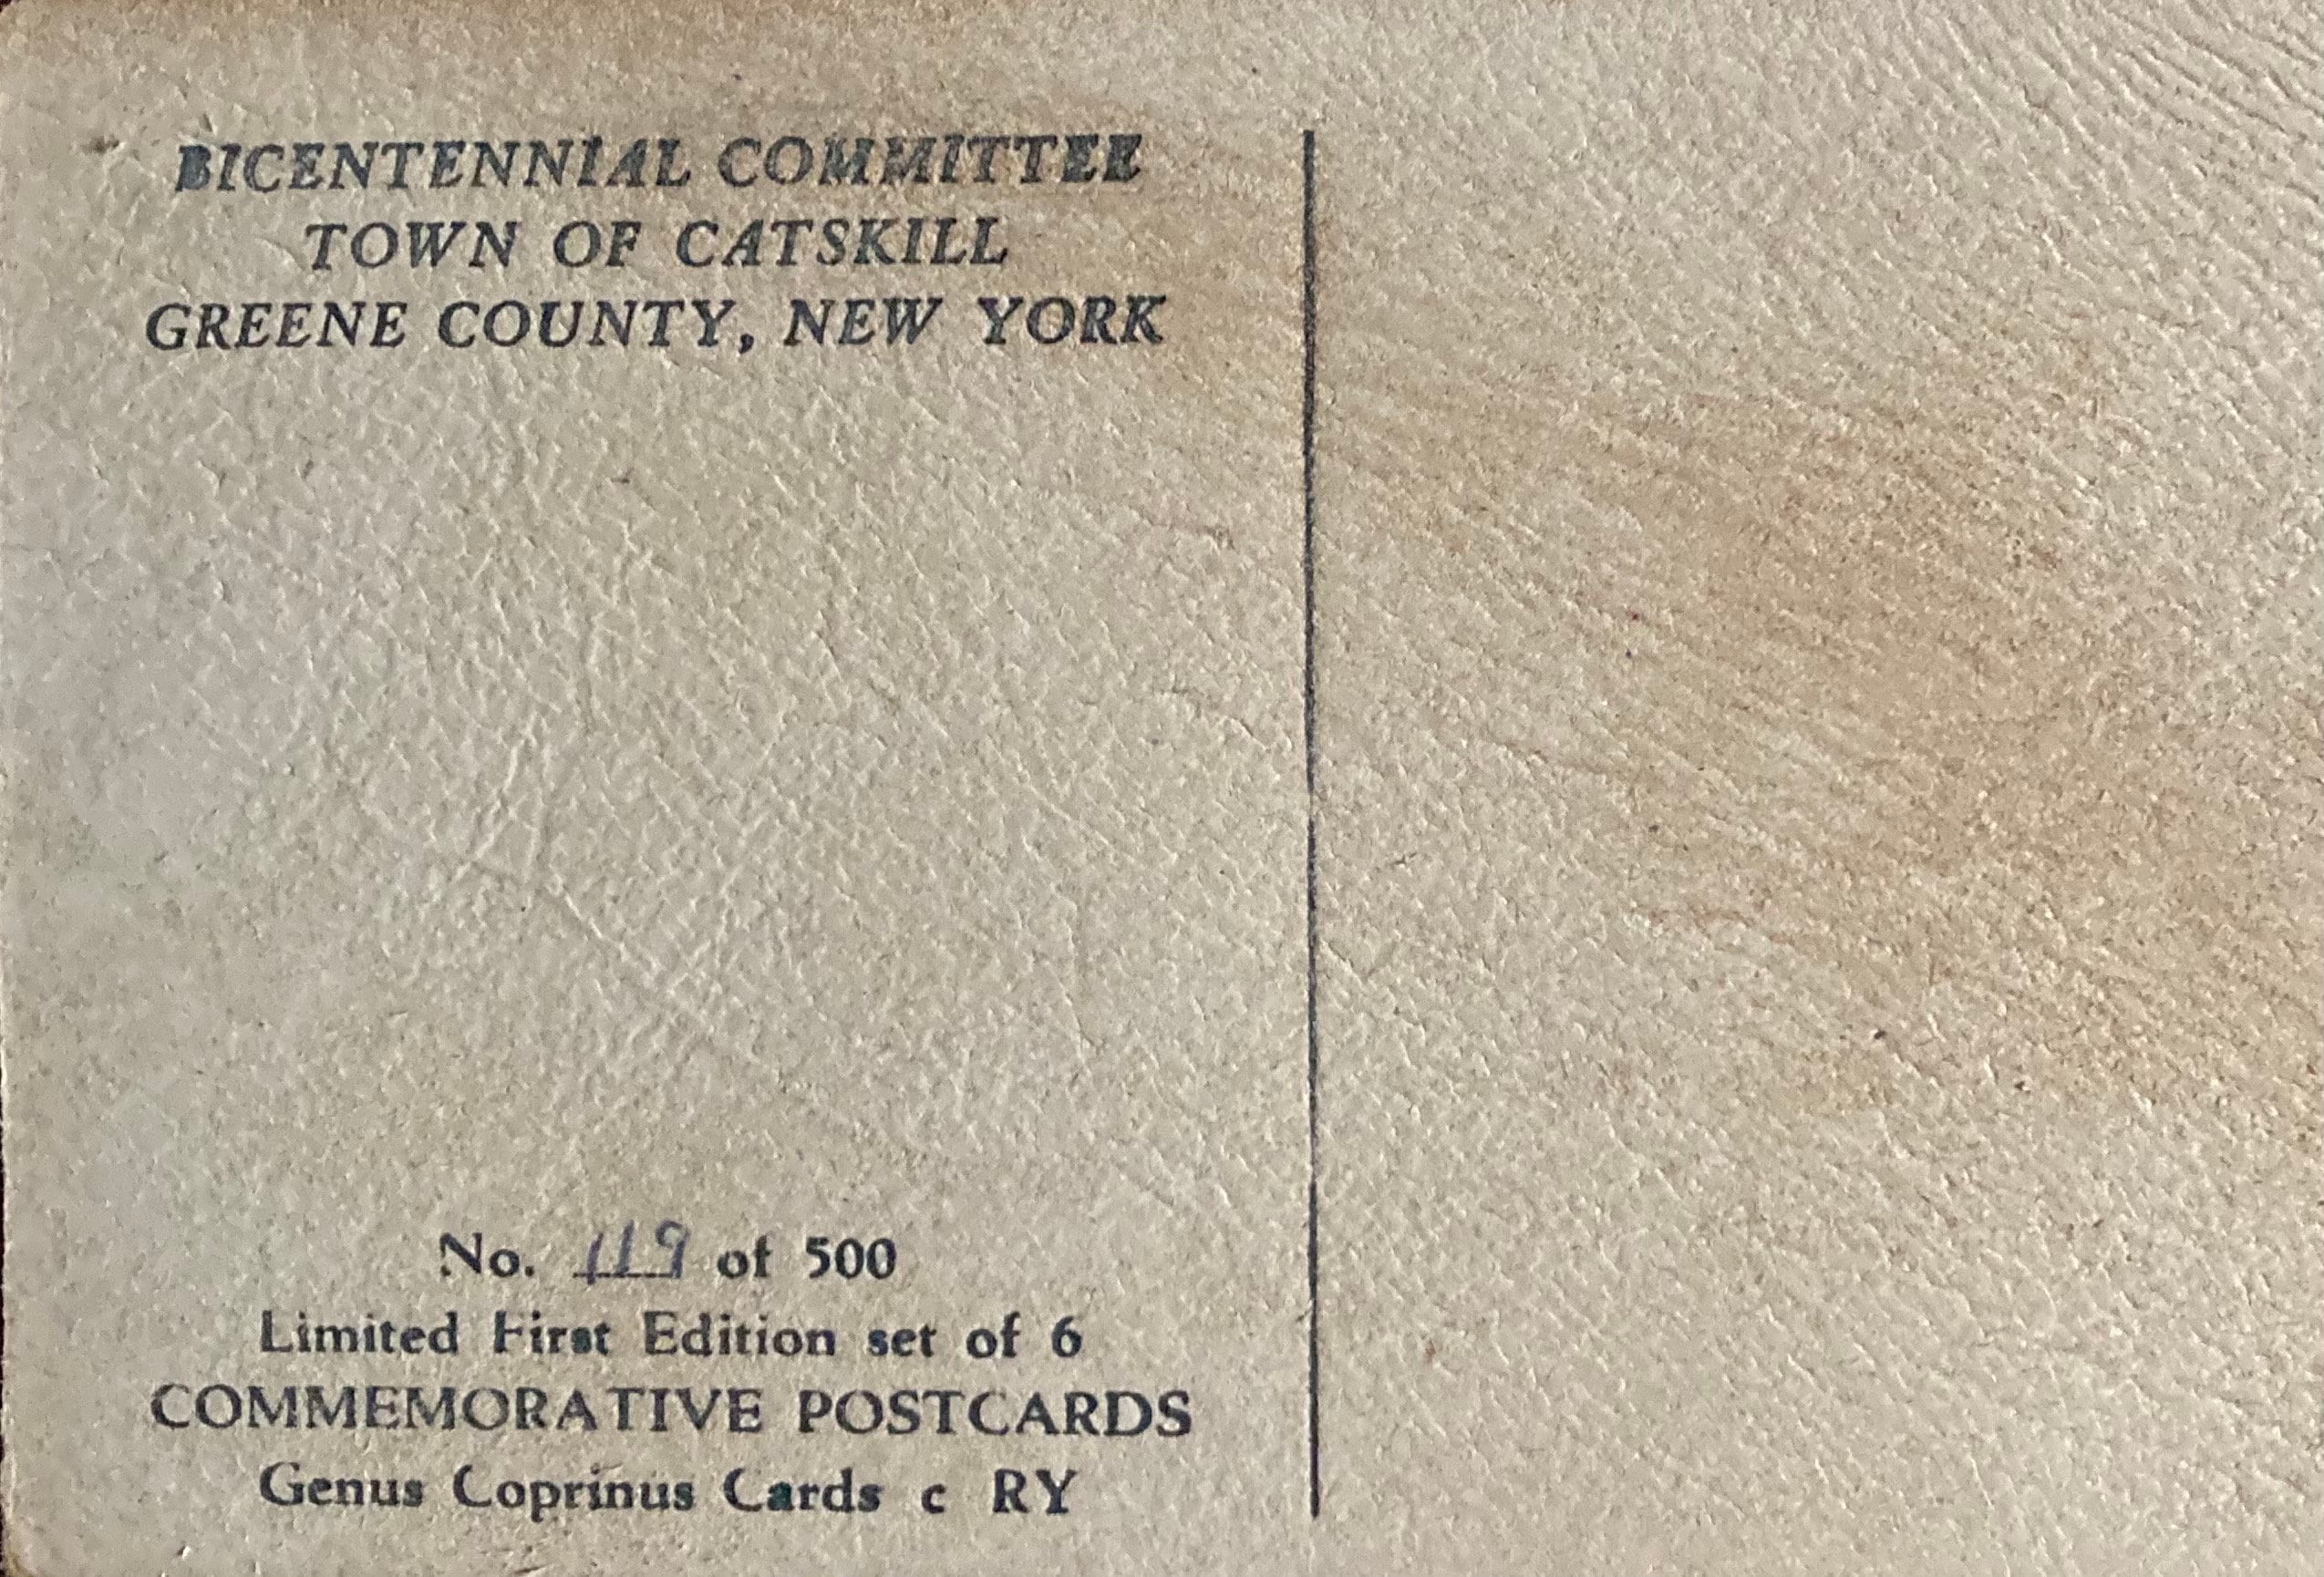 BICENTENNIAL COMMITTEE
TOWN OF CATSKILL
GREENE COUNTY, NEW YORK
No. 119 of 500
Limited First Edition set of 6
COMMEMORATIVE POSTCARDS
Genus Coprinus Cards c RY